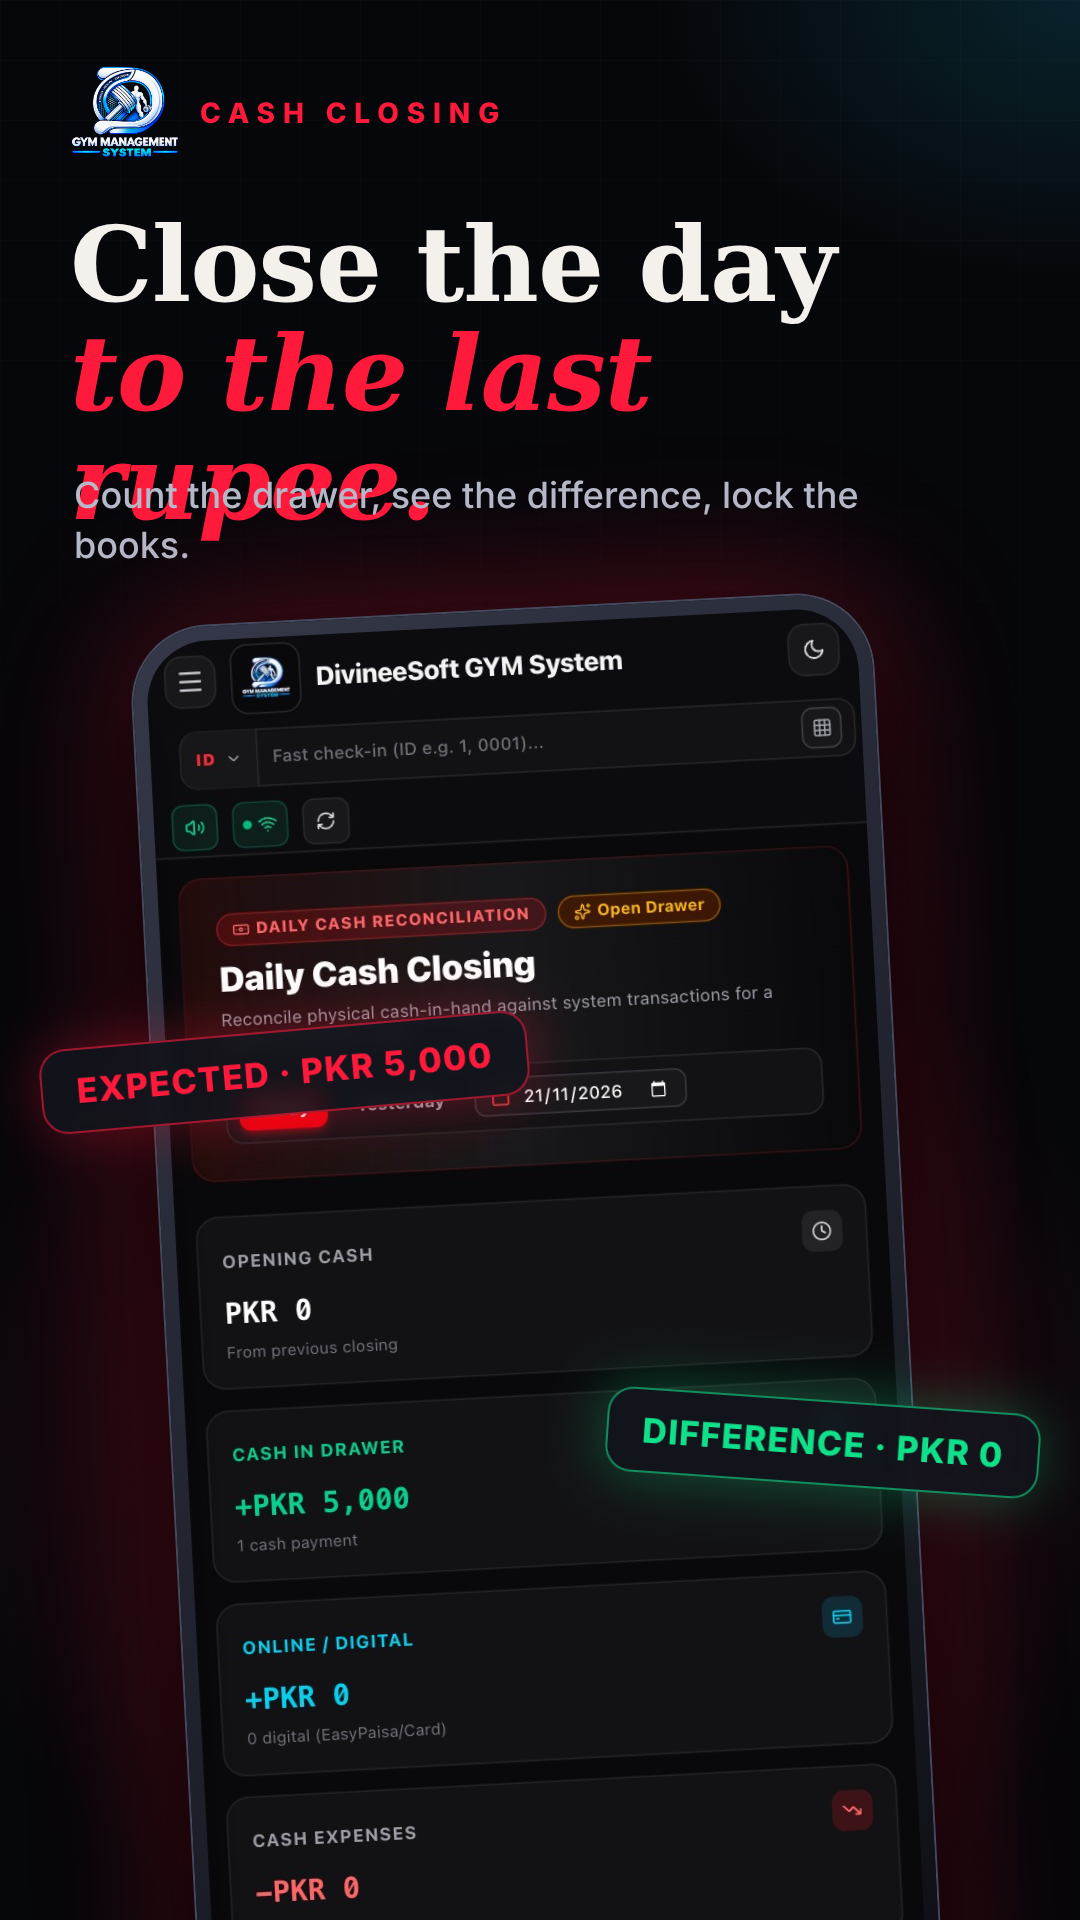 GYM MANAGEMENT
SYSTEM
CASH CLOSING
Close the day
to the last
rupee.
Count the drawer, see the difference, lock the
books.
GYM MANAGEMENT
SYSTEM
DivineeSoft GYM System
ID
Fast check-in (ID e.g. 1, 0001)...
DAILY CASH RECONCILIATION
Open Drawer
Daily Cash Closing
Reconcile physical cash-in-hand against system transactions for a
EXPECTED · PKR 5,000
Yesterday
21/11/2026
OPENING CASH
PKR 0
From previous closing
CASH IN DRAWER
+PKR 5,000
1 cash payment
DIFFERENCE · PKR 0
ONLINE / DIGITAL
+PKR 0
0 digital (EasyPaisa/Card)
CASH EXPENSES
−PKR 0